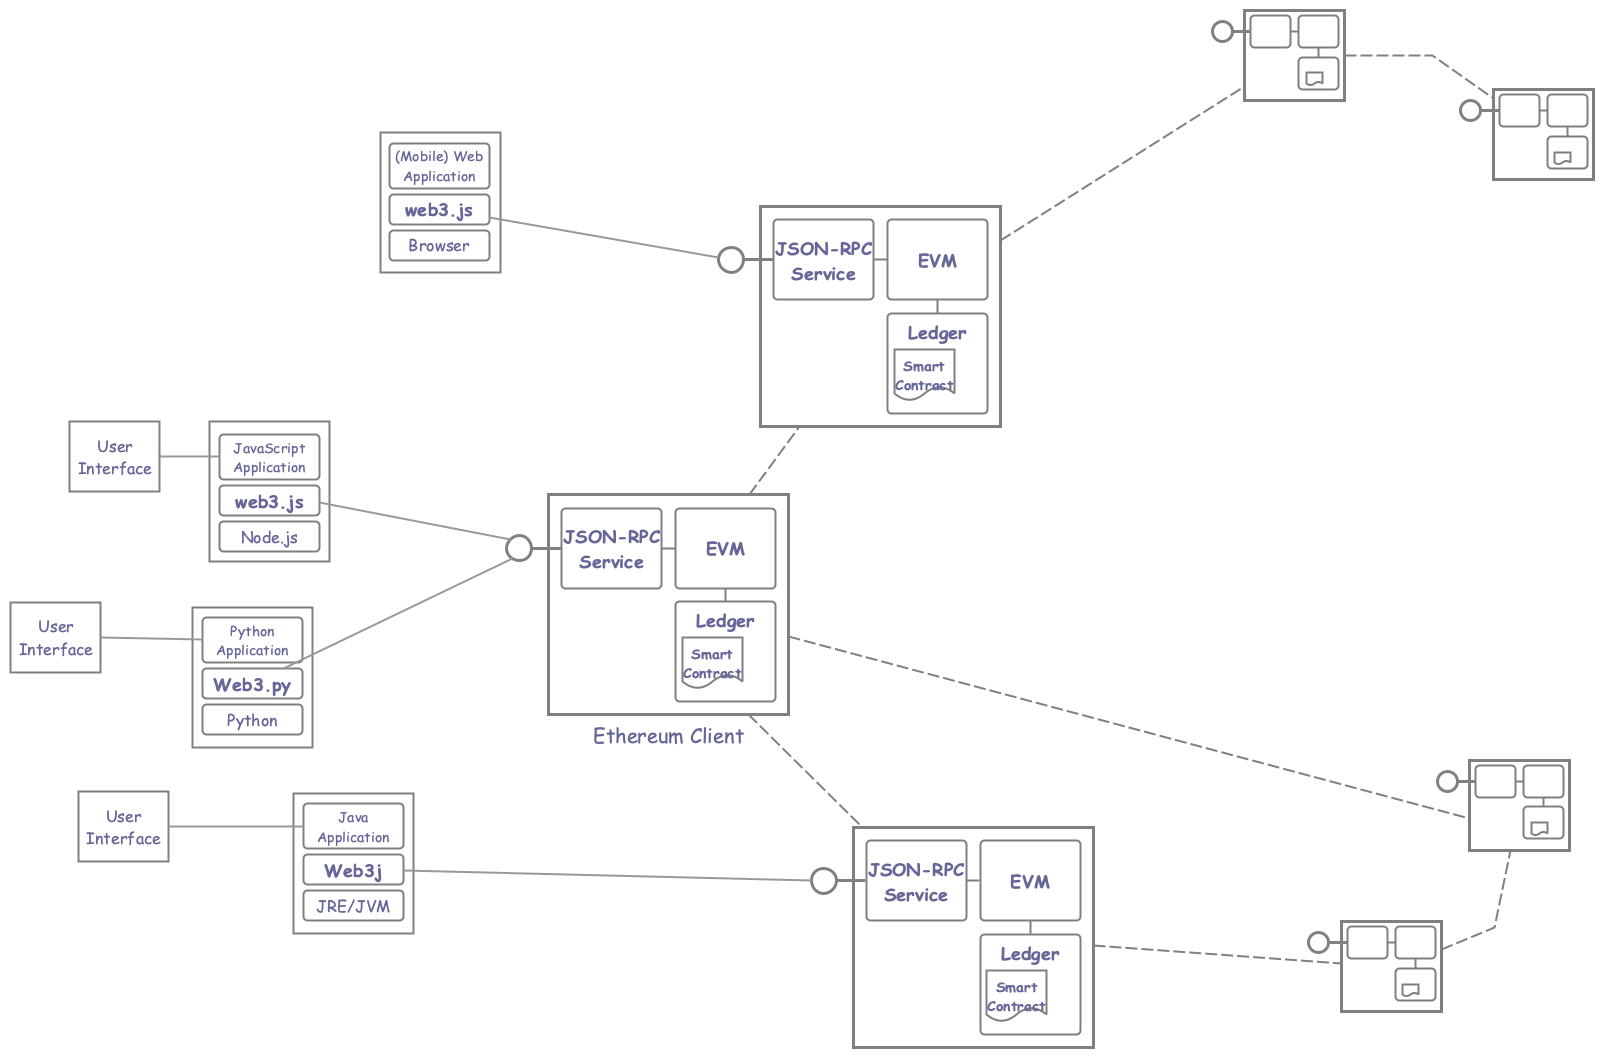 (Mobile) Web
Application
web3.js
Browser
JSON-RPC
Service
EVM
Ledger
Smart
Contract
User
Interface
JavaScript
Application
web3.js
Node.js
JSON-RPC
Service
EVM
Ledger
Smart
Contract
Ethereum Client
User
Interface
Python
Application
Web3.py
Python
User
Interface
Java
Application
Web3j
JRE/JVM
JSON-RPC
Service
EVM
Ledger
Smart
Contract